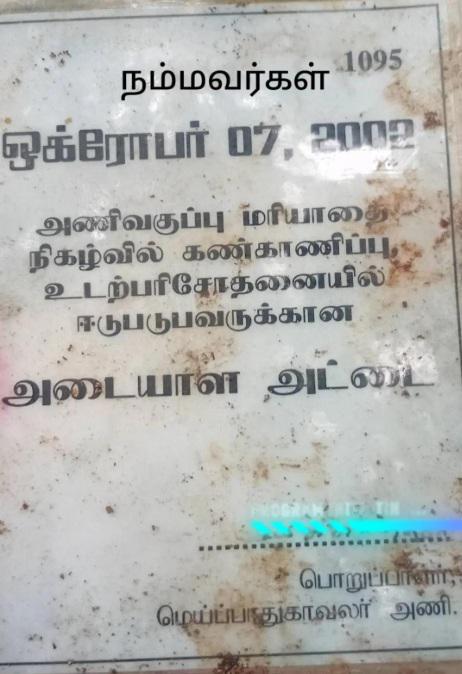 நம்மவர்கள் 1095
ஒக்ரோபர் 07, 2002
அணிவகுப்பு மரியாதை
நிகழ்வில் கண்காணிப்பு,
உடற்பரிசோதனையில்
ஈடுபடுபவருக்கான
அடையாள அட்டை
பொறுப்பாளர்,
மெய்ப்பாதுகாவலர் அணி.